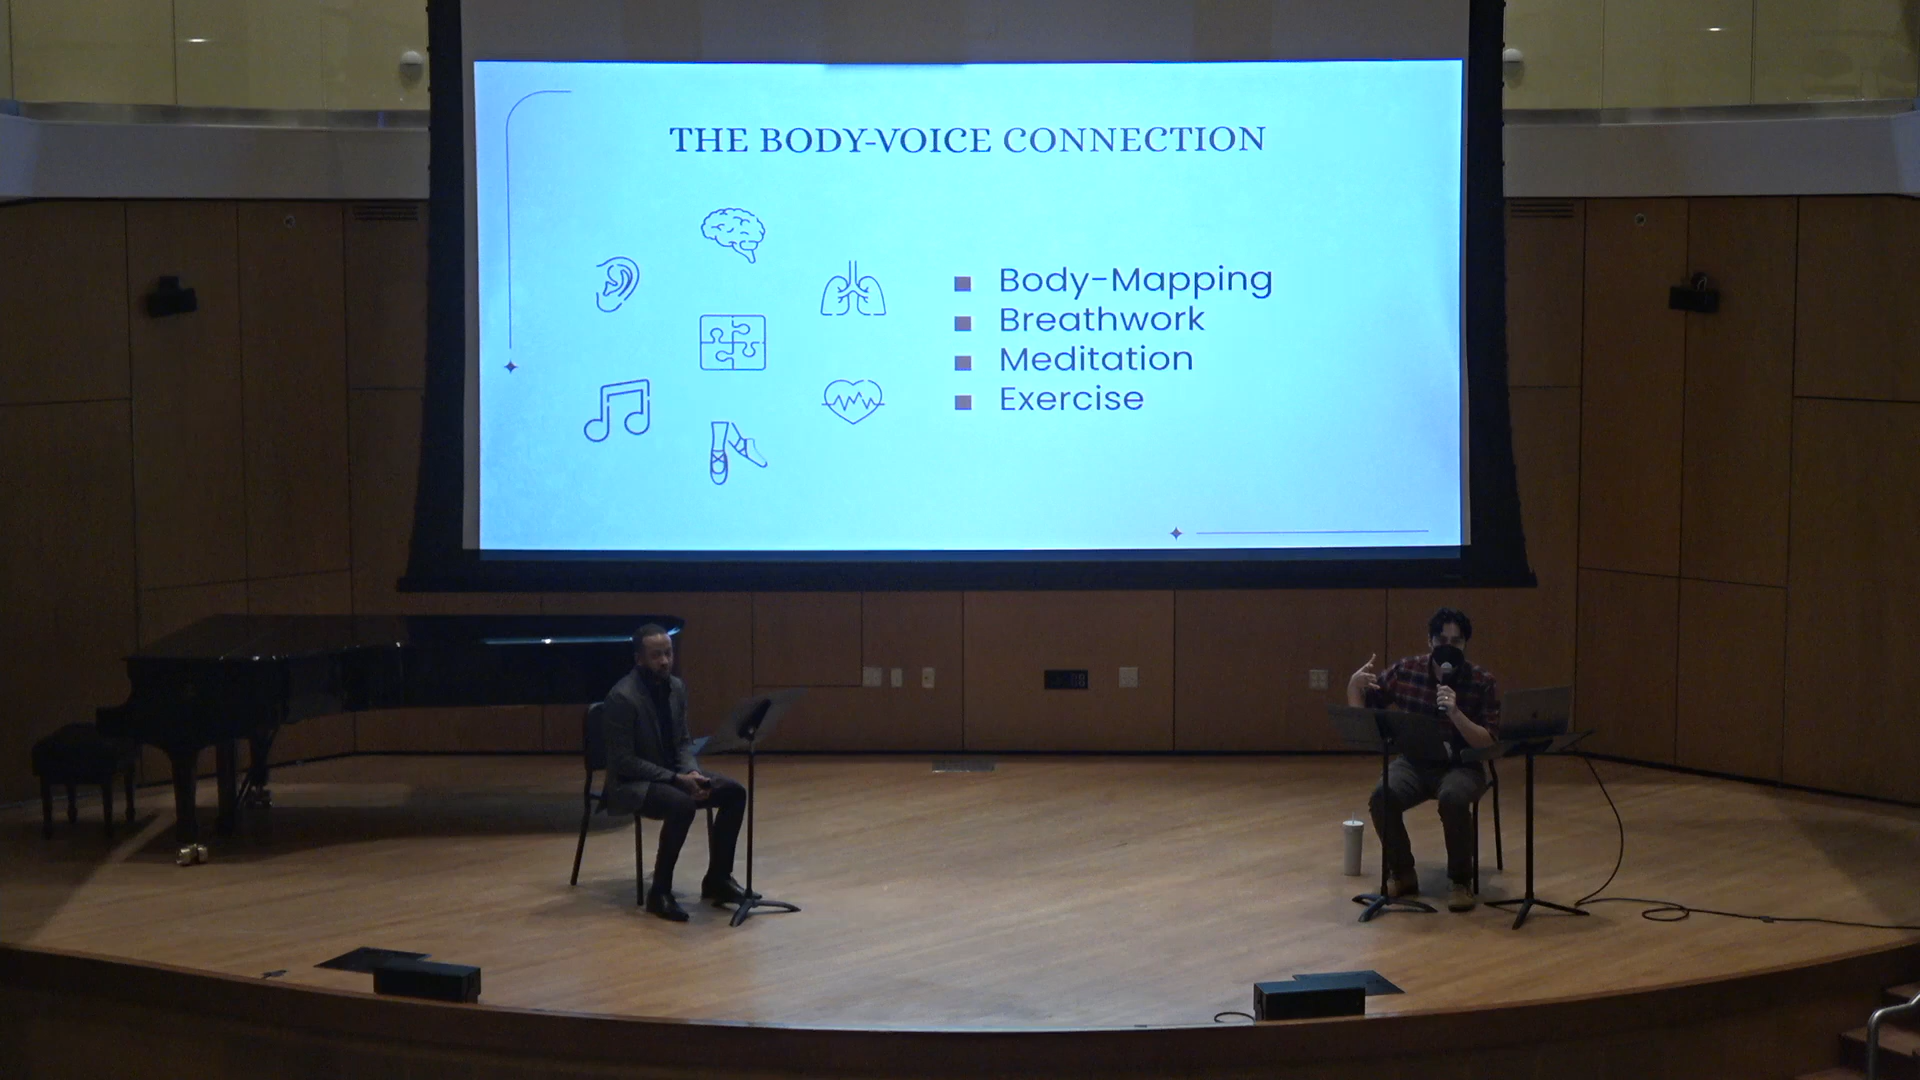 THE BODY-VOICE CONNECTION
Body-Mapping
Breathwork
Meditation
Exercise